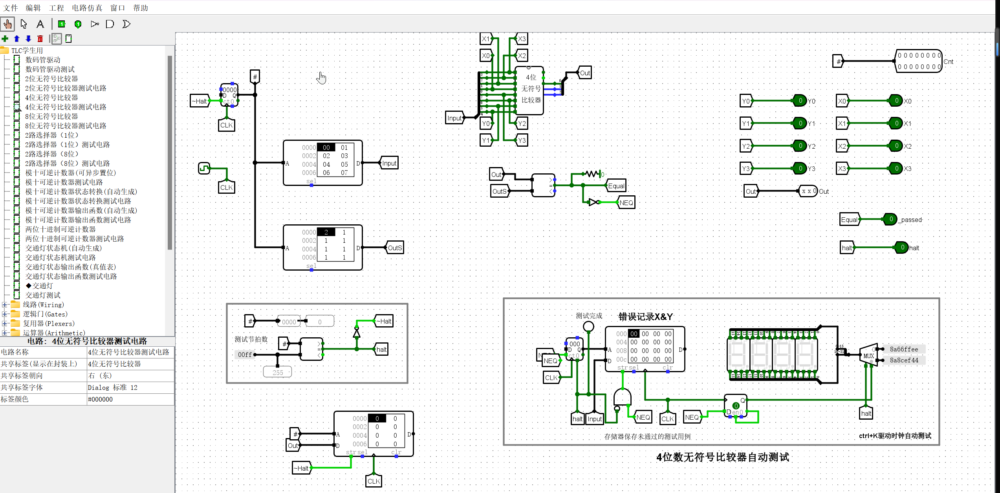 文件 编辑 工程 电路仿真 窗口 帮助
TLC学生用
数码管驱动
数码管驱动测试
2位无符号比较器
2位无符号比较器测试电路
4位无符号比较器
4位无符号比较器测试电路
8位无符号比较器
8位无符号比较器测试电路
2路选择器（1位）
2路选择器（1位）测试电路
2路选择器（8位）
2路选择器（8位）测试电路
模十可逆计数器(可异步置位)
模十可逆计数器测试电路
模十可逆计数器状态转换(自动生成)
模十可逆计数器状态转换测试电路
模十可逆计数器输出函数(自动生成)
模十可逆计数器输出函数测试电路
两位十进制可逆计数器
两位十进制可逆计数器测试电路
交通灯状态机(自动生成)
交通灯状态机测试电路
交通灯状态输出函数(真值表)
交通灯状态输出函数测试电路
◆交通灯
交通灯测试
线路(Wiring)
逻辑门(Gates)
复用器(Plexers)
运算器(Arithmetic)
电路: 4位无符号比较器测试电路
电路名称 4位无符号比较器测试电路
共享标签(显示在封装上) 4位无符号比较器
共享标签朝向 右 (东)
共享标签字体 Dialog 标准 12
标签颜色 #000000
#
0000
D Q
ct0
~Halt
CLK
CLK
0000 00 01
0002 02 03
0004 04 05
0006 06 07
A D
sel
Input
0000 2 1
0002 1 1
0004 1 1
0006 1 1
A D
sel
OutS
X1 X3
X0 X2
4位
无符号
比较器
Out
Input
Y0 Y2
Y1 Y3
Out
OutS
> = <
0
Equal
NEQ
#
0 0 0 0 0 0 0 0
0 0 0 0 0 0 0 0
Cnt
Y0 0 Y0 X0 0 X0
Y1 0 Y1 X1 0 X1
Y2 0 Y2 X2 0 X2
Y3 0 Y3 X3 0 X3
Out x x 0 Out
Equal 0 _passed
halt 0 halt
# 0000 0
~Halt
测试节拍数
#
00ff
> = <
halt
255
0000 0 0
0002 0 0
0004 0 0
0006 0 0
# A D
Out D
str sel clr
~Halt
CLK
测试完成 错误记录X&Y
000 00 00 00 00
004 00 00 00 00
008 00 00 00 00
00c 00 00 00 00
A D
D
str sel clr
000
D Q
ct0
NEQ
CLK
halt Input NEQ CLK NEQ
0
Q
D en0
MUX
0
8a66ffee
8a8cef44
0-15
16-31
halt
存储器保存未通过的测试用例
ctrl+K驱动时钟自动测试
4位数无符号比较器自动测试